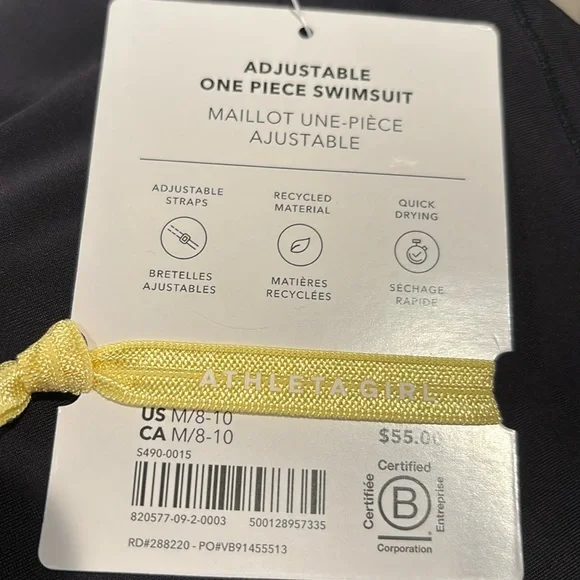 ADJUSTABLE
ONE PIECE SWIMSUIT
MAILLOT UNE-PIÈCE
AJUSTABLE
ADJUSTABLE
STRAPS
BRETELLES
AJUSTABLES
RECYCLED
MATERIAL
MATIÈRES
RECYCLÉES
QUICK
DRYING
SÉCHAGE
RAPIDE
ATHLETA GIRL
US M/8-10
CA M/8-10
$55.00
S490-0015
820577-09-2-0003 500128957335
RD#288220 - PO#VB91455513
Certified
Certifiée
B
Entreprise
Corporation